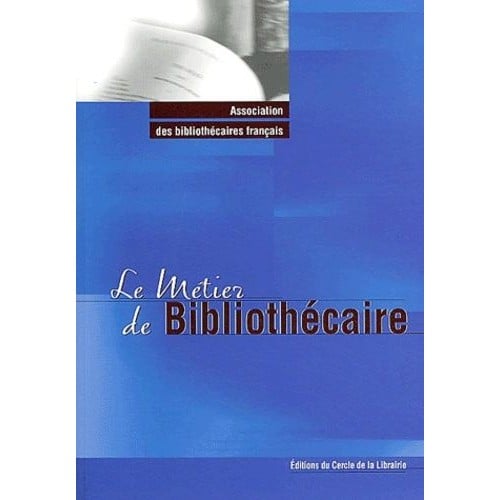 Association
des bibliothécaires français
Le Métier
de Bibliothécaire
Éditions du Cercle de la Librairie